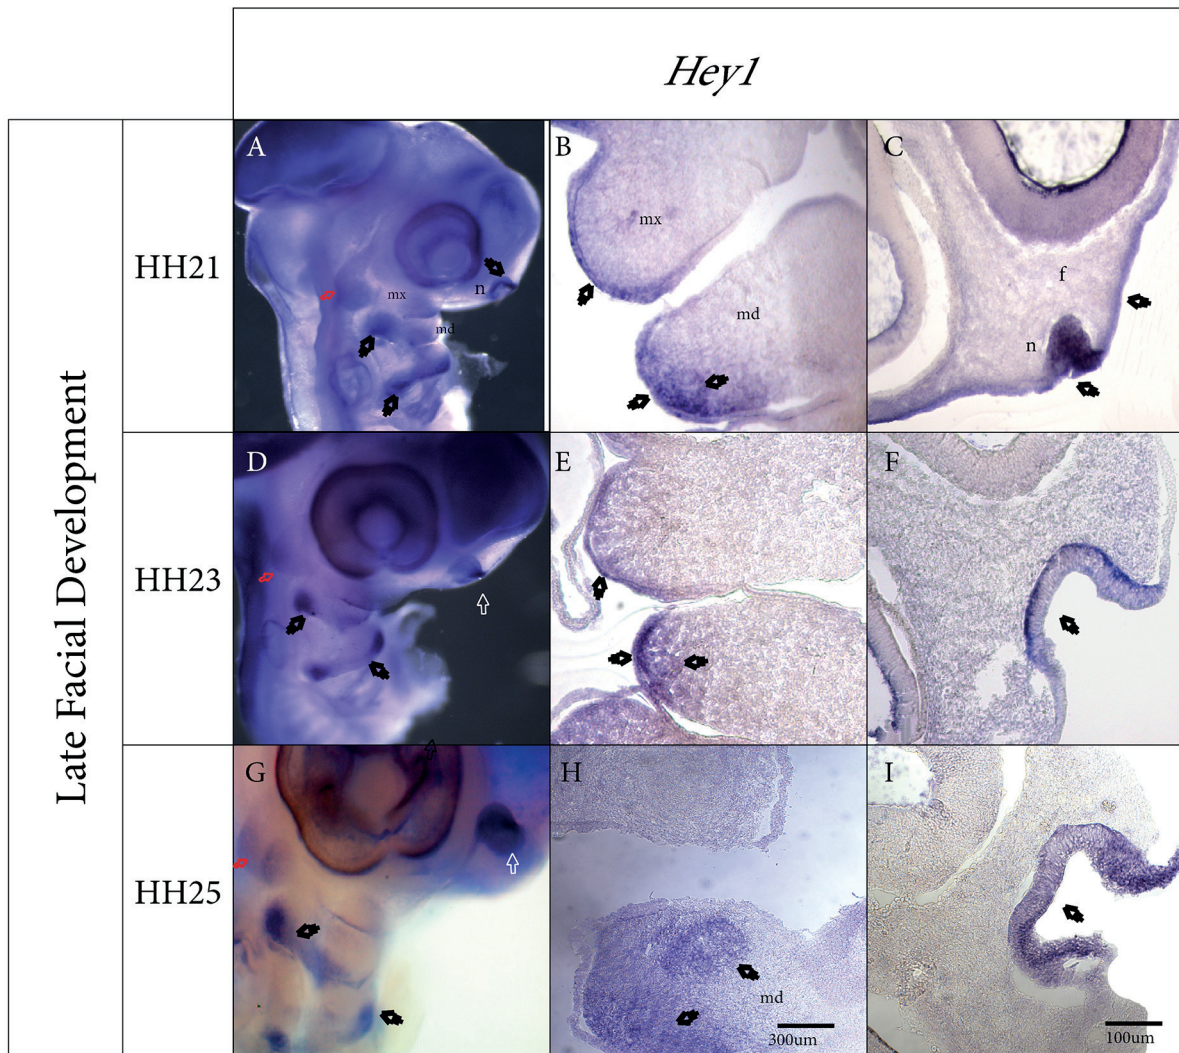 Hey1
Late Facial Development
HH21
A
mx
n
md
B
mx
md
C
f
n
HH23
D
E
F
HH25
G
H
md
300um
I
100um